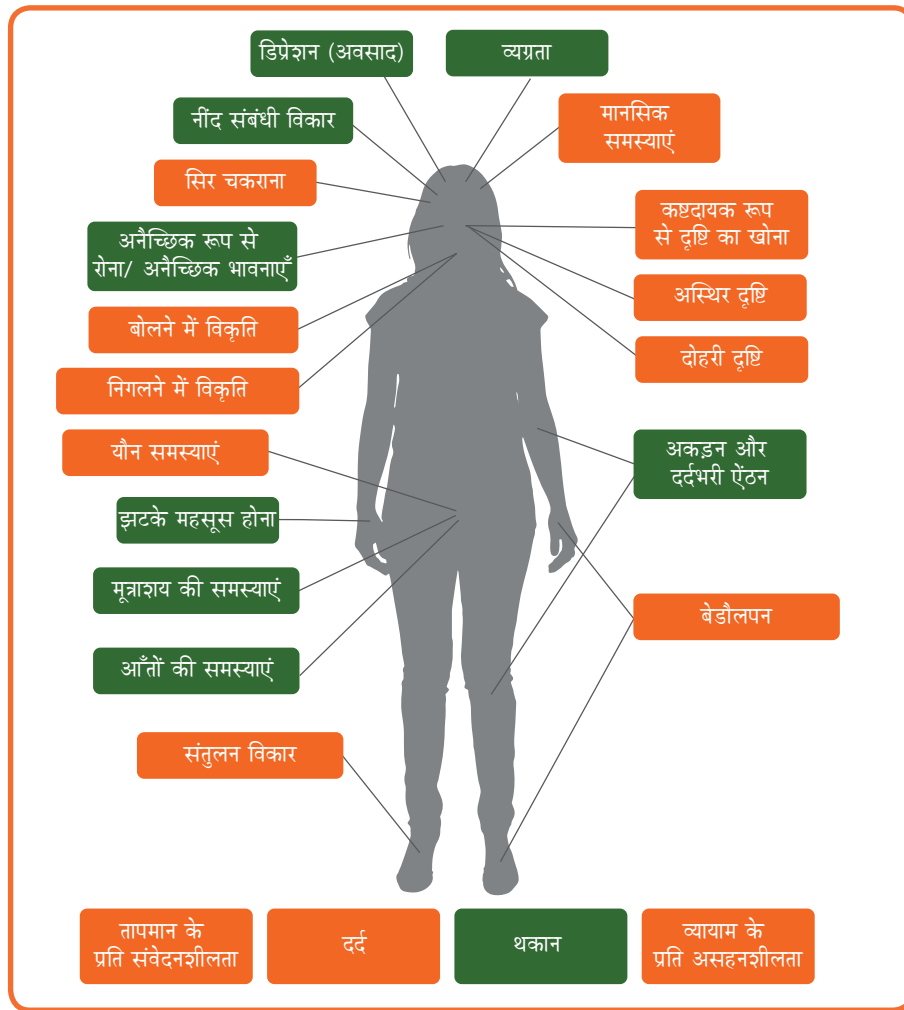 डिप्रेशन (अवसाद)
व्यग्रता
नींद संबंधी विकार
मानसिक
समस्याएं
सिर चकराना
कष्टदायक रूप
से दृष्टि का खोना
अनैच्छिक रूप से
रोना/ अनैच्छिक भावनाएँ
अस्थिर दृष्टि
बोलने में विकृति
दोहरी दृष्टि
निगलने में विकृति
यौन समस्याएं
अकड़न और
दर्दभरी ऐंठन
झटके महसूस होना
मूत्राशय की समस्याएं
बेडौलपन
आँतों की समस्याएं
संतुलन विकार
तापमान के
प्रति संवेदनशीलता
दर्द
थकान
व्यायाम के
प्रति असहनशीलता